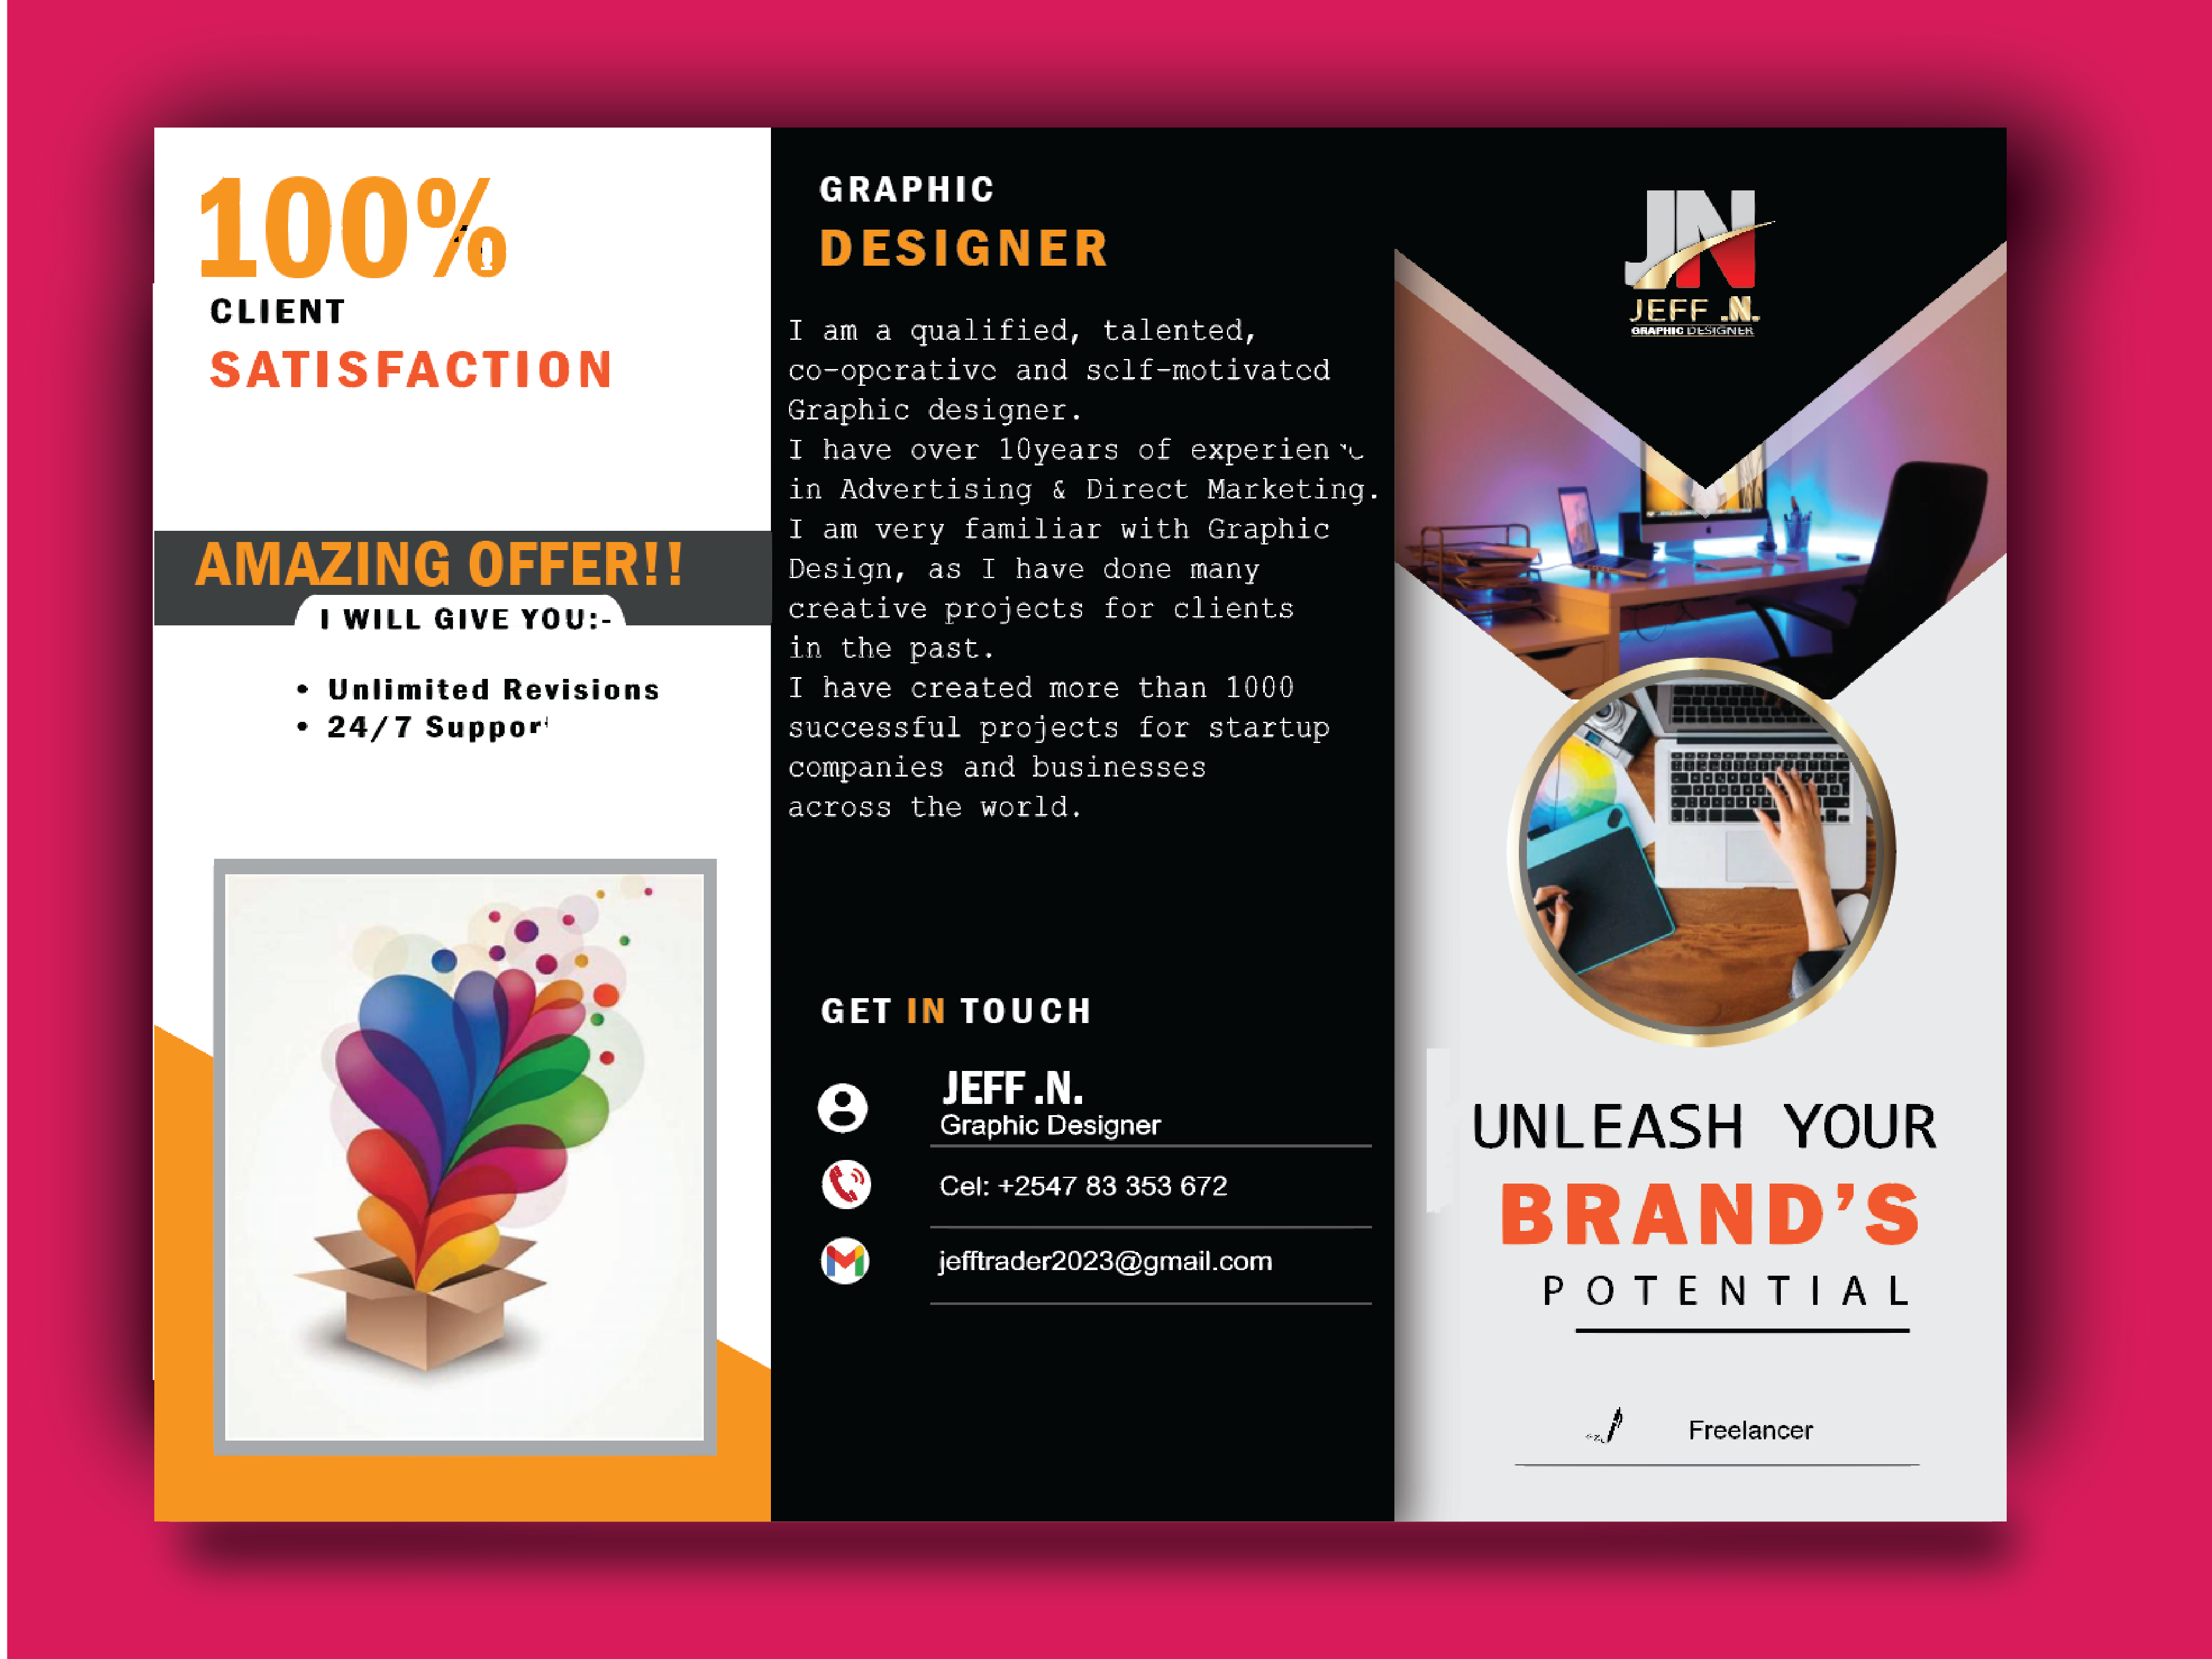 100%
CLIENT
SATISFACTION
AMAZING OFFER!!
I WILL GIVE YOU:-
• Unlimited Revisions
• 24/7 Support
GRAPHIC
DESIGNER
I am a qualified, talented,
co-operative and self-motivated
Graphic designer.
I have over 10years of experience
in Advertising & Direct Marketing.
I am very familiar with Graphic
Design, as I have done many
creative projects for clients
in the past.
I have created more than 1000
successful projects for startup
companies and businesses
across the world.
GET IN TOUCH
JEFF .N.
Graphic Designer
Cel: +2547 83 353 672
jefftrader2023@gmail.com
JN
JEFF .N.
GRAPHIC DESIGNER
UNLEASH YOUR
BRAND’S
POTENTIAL
Freelancer